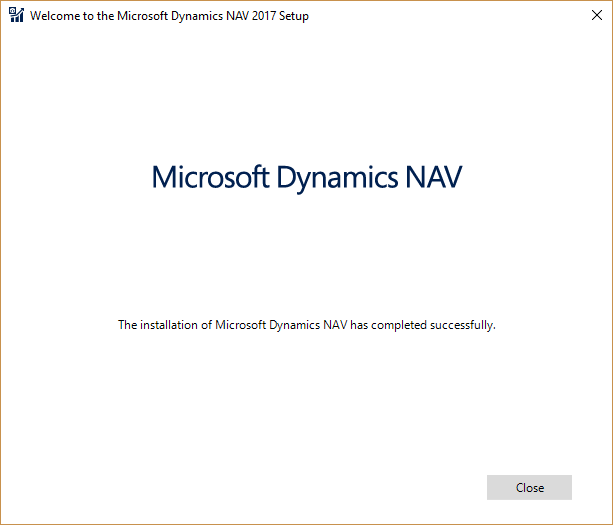 Welcome to the Microsoft Dynamics NAV 2017 Setup
Microsoft Dynamics NAV
The installation of Microsoft Dynamics NAV has completed successfully.
Close